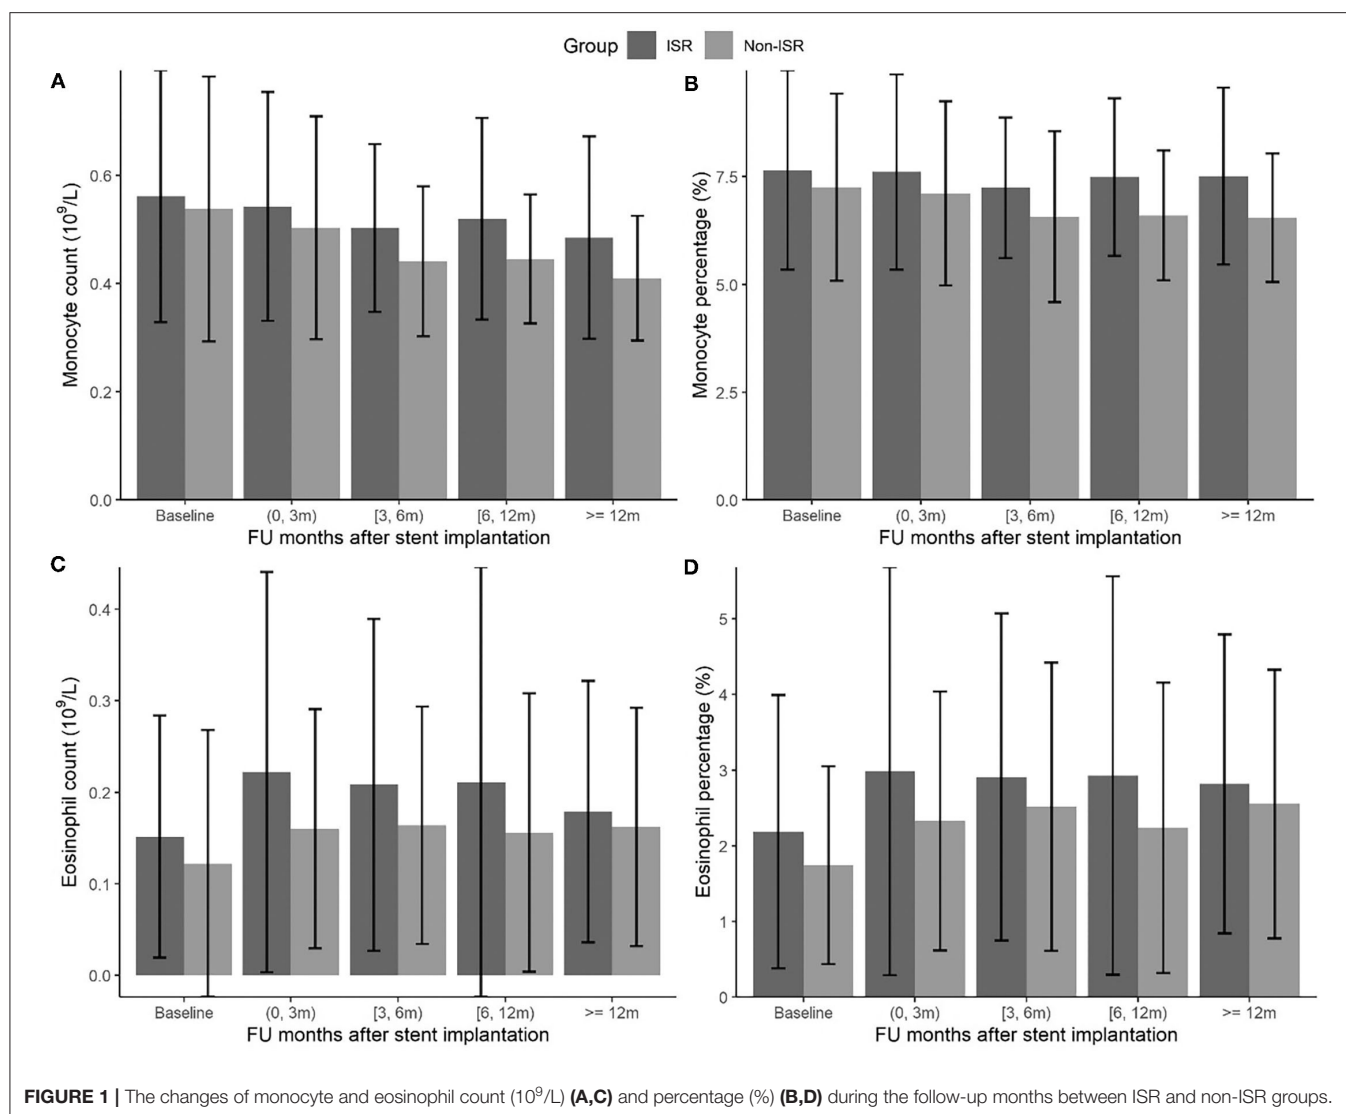 Group ISR Non-ISR
A
Monocyte count (10⁹/L)
0.6
0.4
0.2
0.0
Baseline (0, 3m) [3, 6m) [6, 12m) >= 12m
FU months after stent implantation
B
Monocyte percentage (%)
7.5
5.0
2.5
0.0
Baseline (0, 3m) [3, 6m) [6, 12m) >= 12m
FU months after stent implantation
C
Eosinophil count (10⁹/L)
0.4
0.3
0.2
0.1
0.0
Baseline (0, 3m) [3, 6m) [6, 12m) >= 12m
FU months after stent implantation
D
Eosinophil percentage (%)
5
4
3
2
1
0
Baseline (0, 3m) [3, 6m) [6, 12m) >= 12m
FU months after stent implantation
FIGURE 1 | The changes of monocyte and eosinophil count (10⁹/L) (A,C) and percentage (%) (B,D) during the follow-up months between ISR and non-ISR groups.